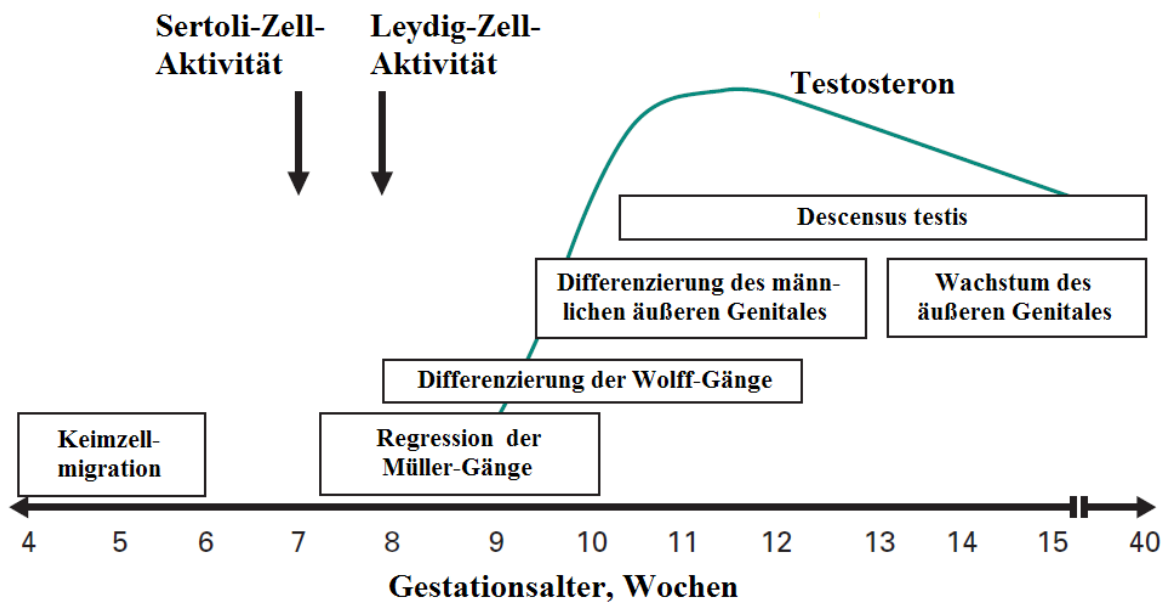 Sertoli-Zell-
Aktivität
Leydig-Zell-
Aktivität
Testosteron
Descensus testis
Differenzierung des männ-
lichen äußeren Genitales
Wachstum des
äußeren Genitales
Differenzierung der Wolff-Gänge
Keimzell-
migration
Regression der
Müller-Gänge
4 5 6 7 8 9 10 11 12 13 14 15 40
Gestationsalter, Wochen